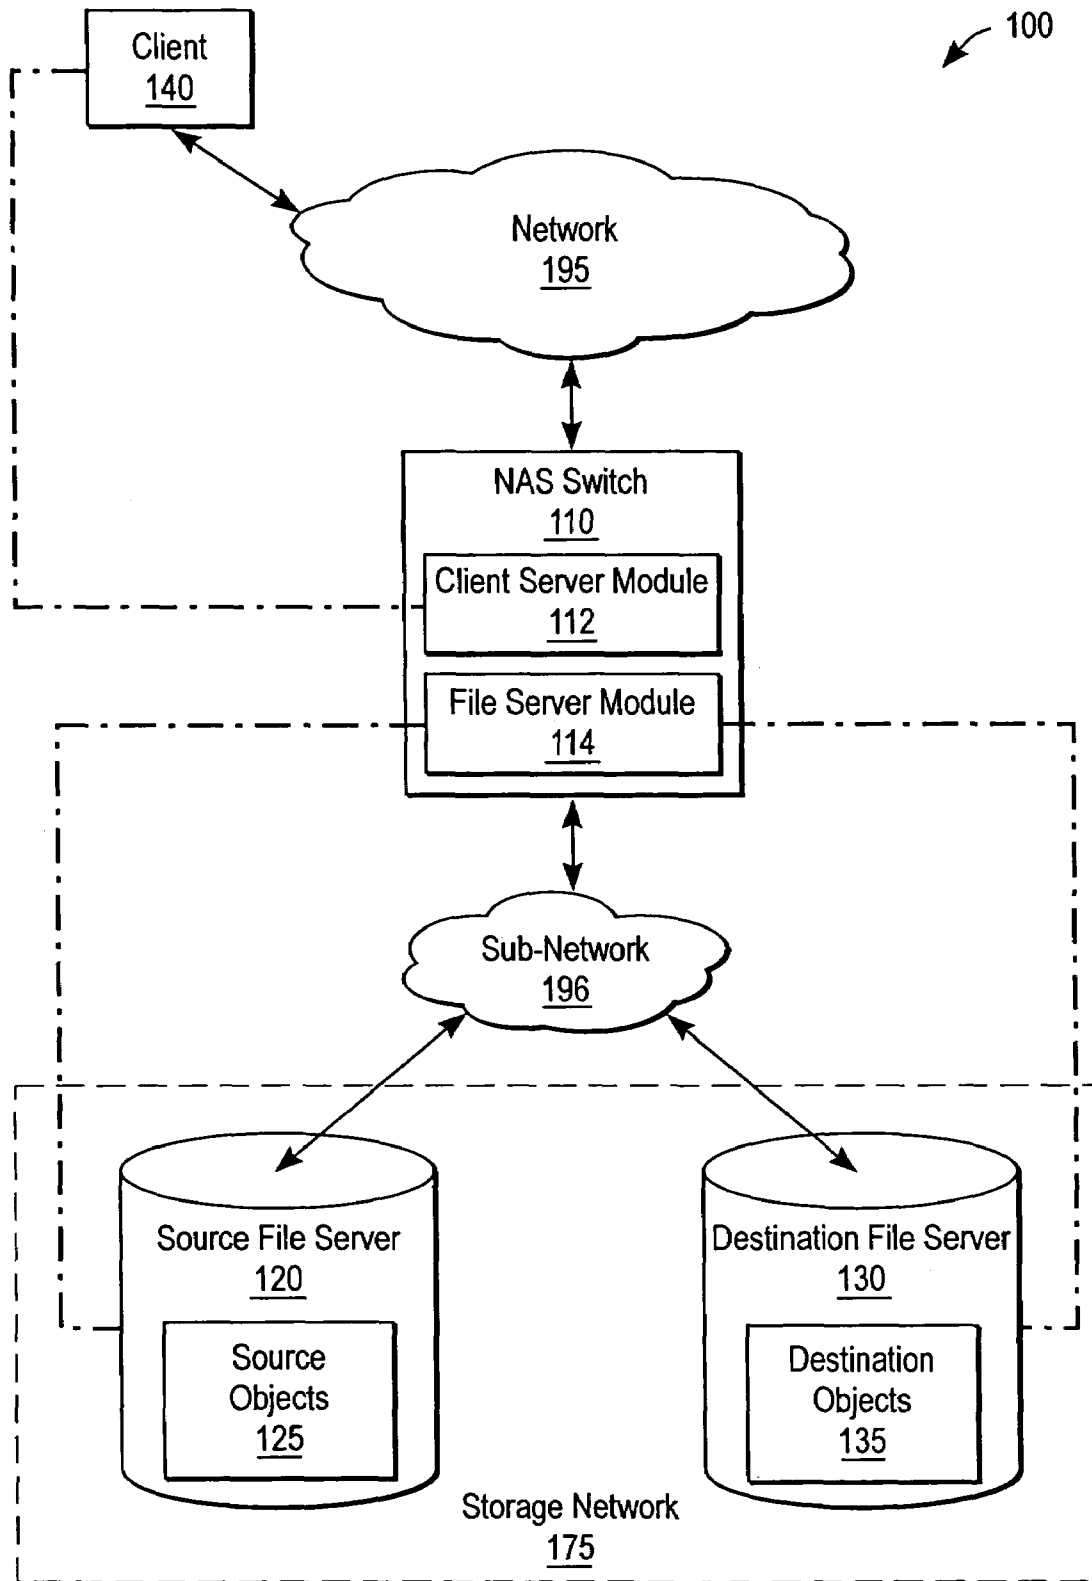 100
Client
140
Network
195
NAS Switch
110
Client Server Module
112
File Server Module
114
Sub-Network
196
Source File Server
120
Source
Objects
125
Destination File Server
130
Destination
Objects
135
Storage Network
175